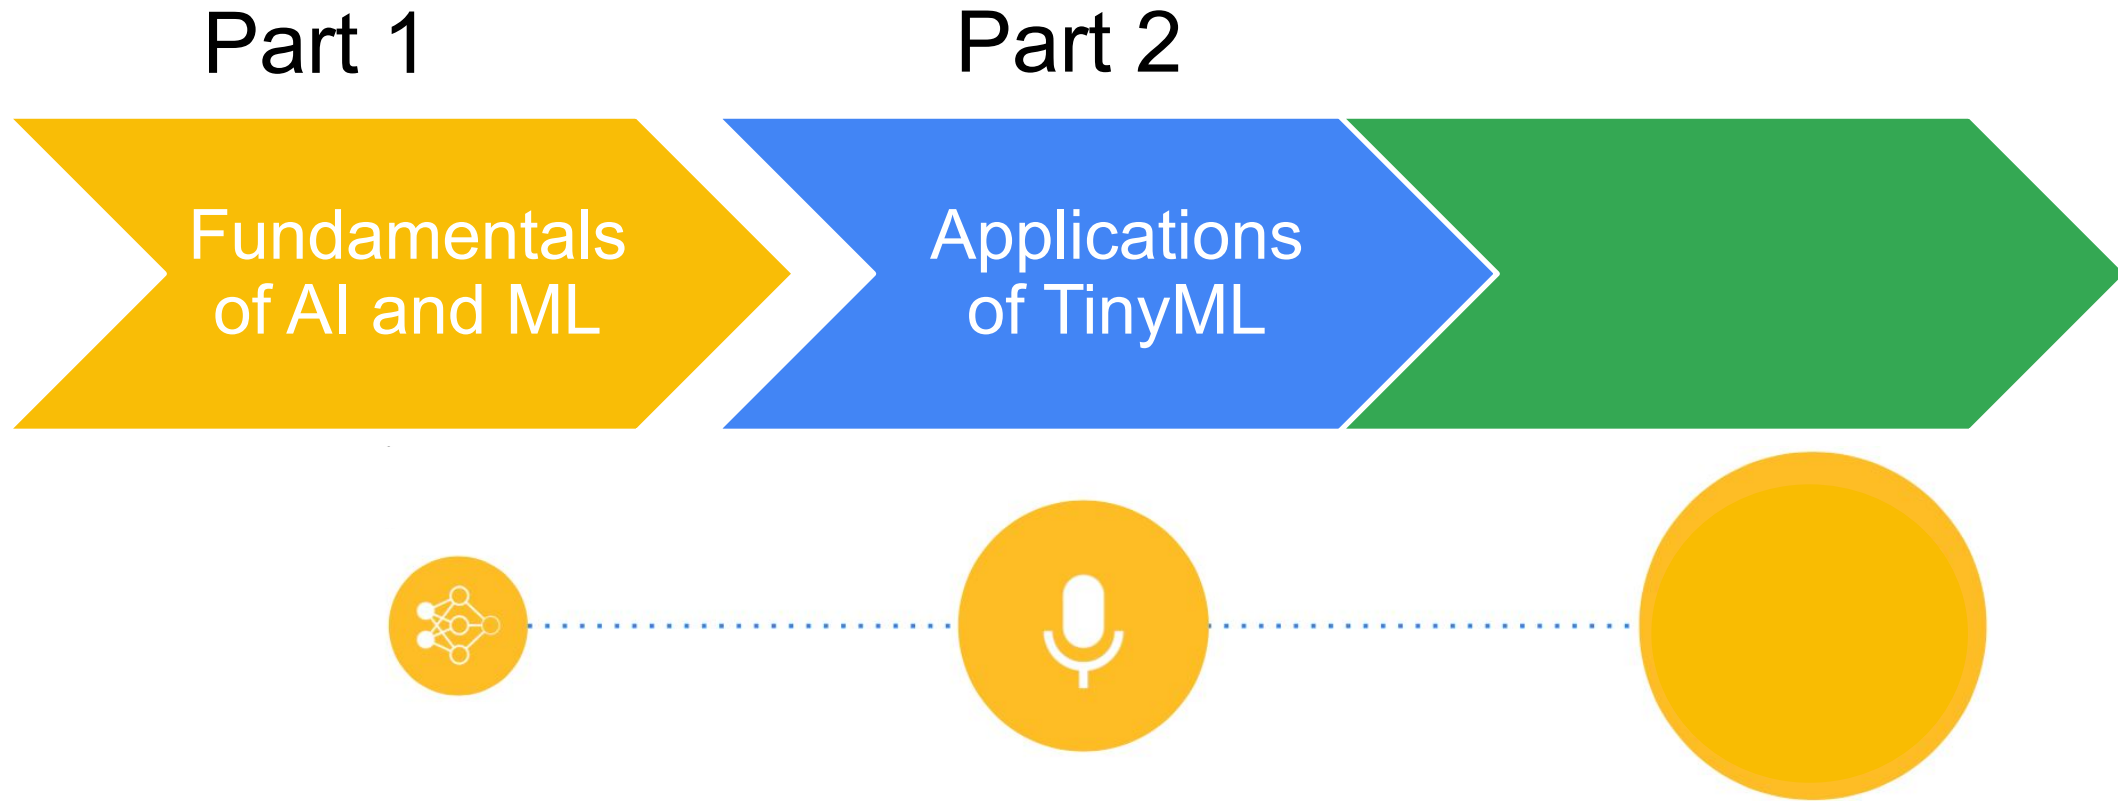 Part 1
Part 2
Fundamentals
of AI and ML
Applications
of TinyML